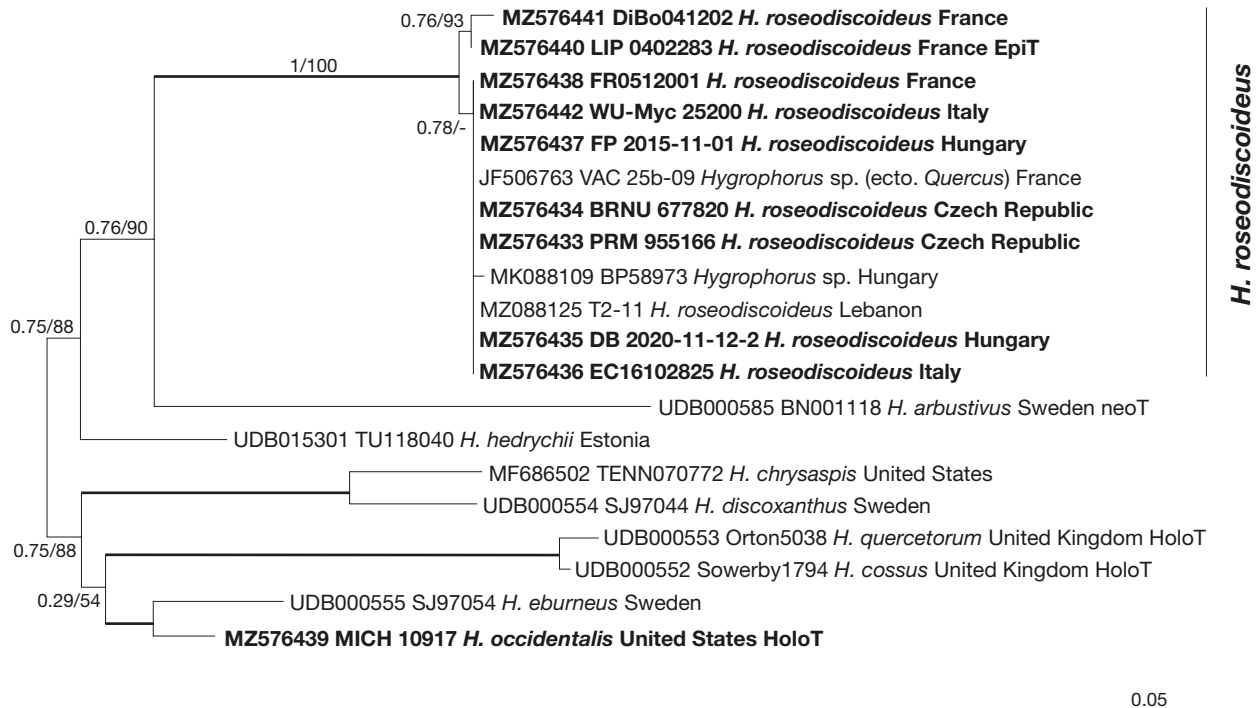 0.76/93
MZ576441 DiBo041202 H. roseodiscoideus France
MZ576440 LIP 0402283 H. roseodiscoideus France EpiT
1/100
MZ576438 FR0512001 H. roseodiscoideus France
MZ576442 WU-Myc 25200 H. roseodiscoideus Italy
0.78/-
MZ576437 FP 2015-11-01 H. roseodiscoideus Hungary
JF506763 VAC 25b-09 Hygrophorus sp. (ecto. Quercus) France
MZ576434 BRNU 677820 H. roseodiscoideus Czech Republic
0.76/90
MZ576433 PRM 955166 H. roseodiscoideus Czech Republic
MK088109 BP58973 Hygrophorus sp. Hungary
MZ088125 T2-11 H. roseodiscoideus Lebanon
0.75/88
MZ576435 DB 2020-11-12-2 H. roseodiscoideus Hungary
MZ576436 EC16102825 H. roseodiscoideus Italy
H. roseodiscoideus
UDB000585 BN001118 H. arbustivus Sweden neoT
UDB015301 TU118040 H. hedrychii Estonia
MF686502 TENN070772 H. chrysaspis United States
UDB000554 SJ97044 H. discoxanthus Sweden
UDB000553 Orton5038 H. quercetorum United Kingdom HoloT
0.75/88
UDB000552 Sowerby1794 H. cossus United Kingdom HoloT
0.29/54
UDB000555 SJ97054 H. eburneus Sweden
MZ576439 MICH 10917 H. occidentalis United States HoloT
0.05